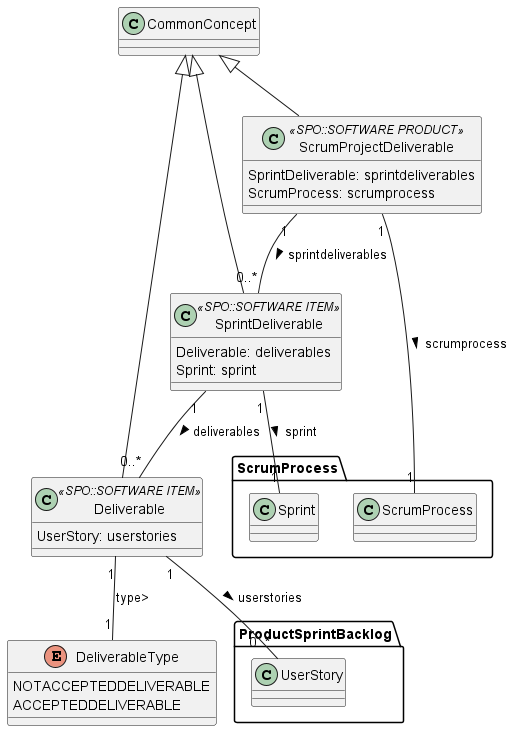 C CommonConcept
«SPO::SOFTWARE PRODUCT»
C ScrumProjectDeliverable
SprintDeliverable: sprintdeliverables
ScrumProcess: scrumprocess
1
1
sprintdeliverables
0..*
«SPO::SOFTWARE ITEM»
C SprintDeliverable
Deliverable: deliverables
Sprint: sprint
scrumprocess
1
1
deliverables
sprint
0..*
ScrumProcess
1
1
«SPO::SOFTWARE ITEM»
C Deliverable
UserStory: userstories
C Sprint
C ScrumProcess
1
1
type>
userstories
1
ProductSprintBacklog
E DeliverableType
NOTACCEPTEDDELIVERABLE
ACCEPTEDDELIVERABLE
C UserStory